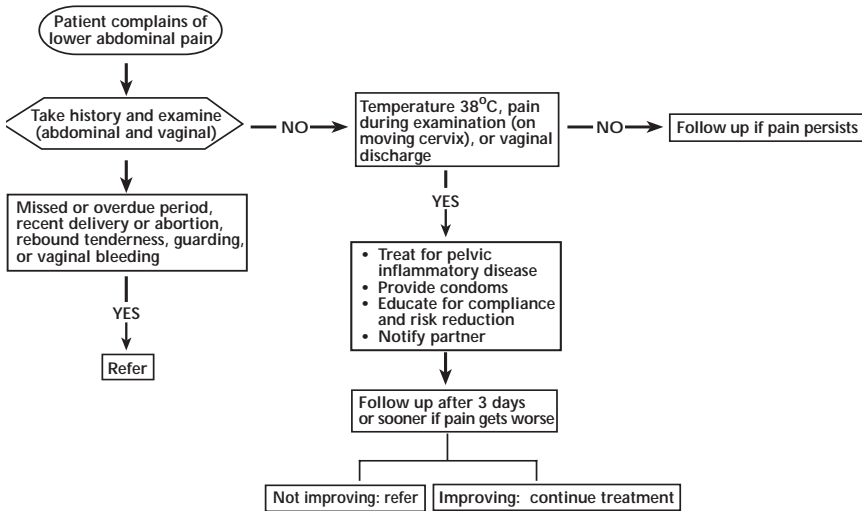 Patient complains of
lower abdominal pain
Take history and examine
(abdominal and vaginal)
NO
Temperature 38°C, pain
during examination (on
moving cervix), or vaginal
discharge
NO
Follow up if pain persists
Missed or overdue period,
recent delivery or abortion,
rebound tenderness, guarding,
or vaginal bleeding
YES
Refer
YES
• Treat for pelvic
inflammatory disease
• Provide condoms
• Educate for compliance
and risk reduction
• Notify partner
Follow up after 3 days
or sooner if pain gets worse
Not improving: refer
Improving: continue treatment